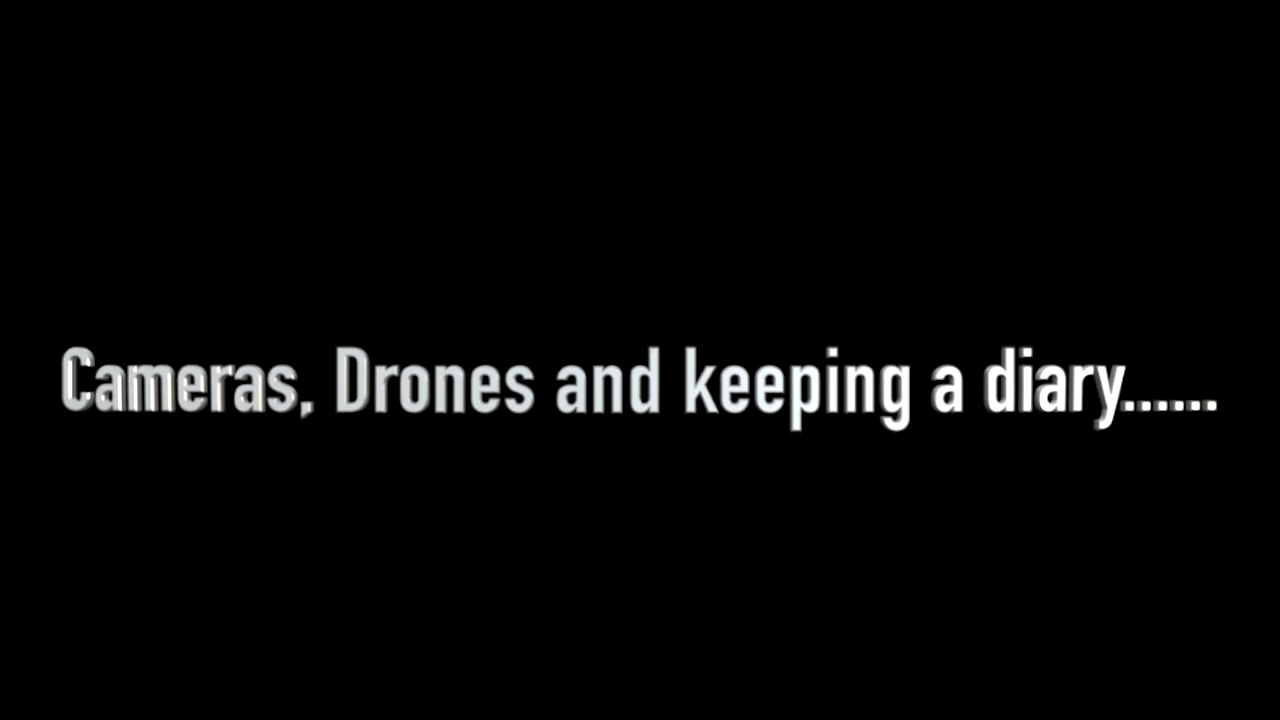 Cameras, Drones and keeping a diary......